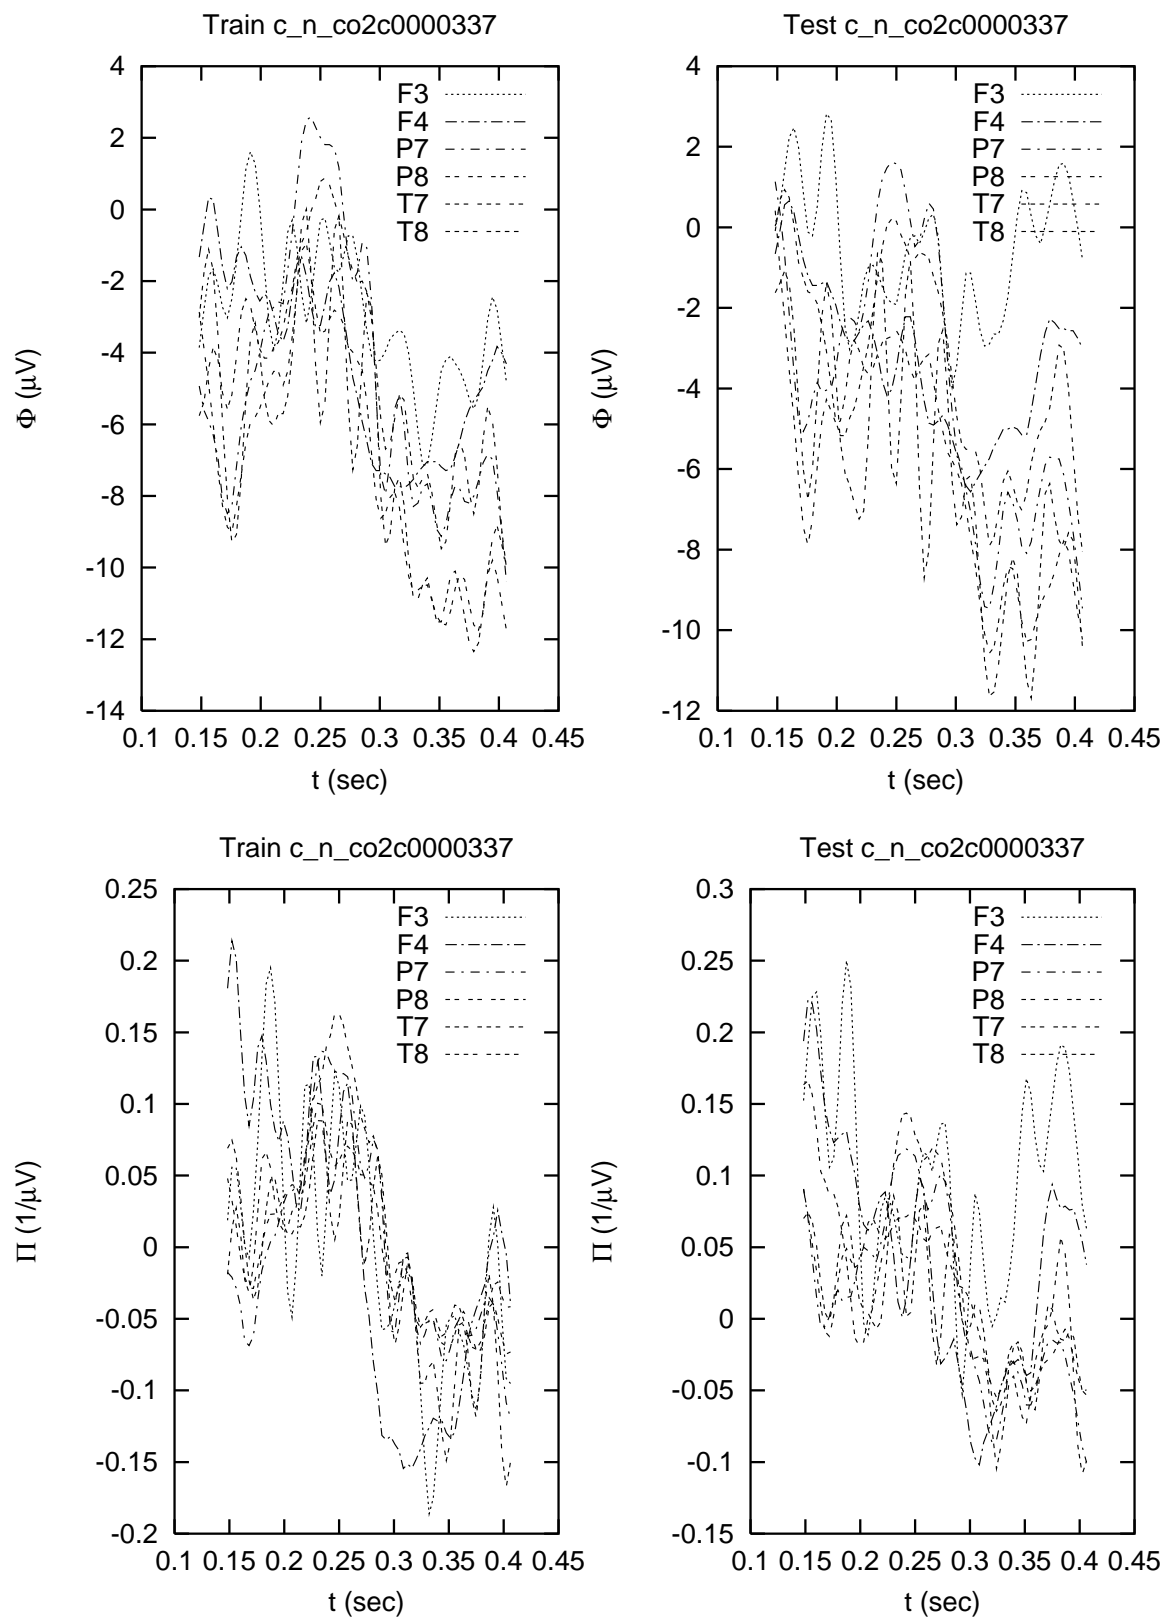 Train c_n_co2c0000337
4
2
0
-2
-4
-6
-8
-10
-12
-14
0.1 0.15 0.2 0.25 0.3 0.35 0.4 0.45
Φ (μV)
t (sec)
F3
F4
P7
P8
T7
T8
Test c_n_co2c0000337
4
2
0
-2
-4
-6
-8
-10
-12
0.1 0.15 0.2 0.25 0.3 0.35 0.4 0.45
Φ (μV)
t (sec)
F3
F4
P7
P8
T7
T8
Train c_n_co2c0000337
0.25
0.2
0.15
0.1
0.05
0
-0.05
-0.1
-0.15
-0.2
0.1 0.15 0.2 0.25 0.3 0.35 0.4 0.45
Π (1/μV)
t (sec)
F3
F4
P7
P8
T7
T8
Test c_n_co2c0000337
0.3
0.25
0.2
0.15
0.1
0.05
0
-0.05
-0.1
-0.15
0.1 0.15 0.2 0.25 0.3 0.35 0.4 0.45
Π (1/μV)
t (sec)
F3
F4
P7
P8
T7
T8